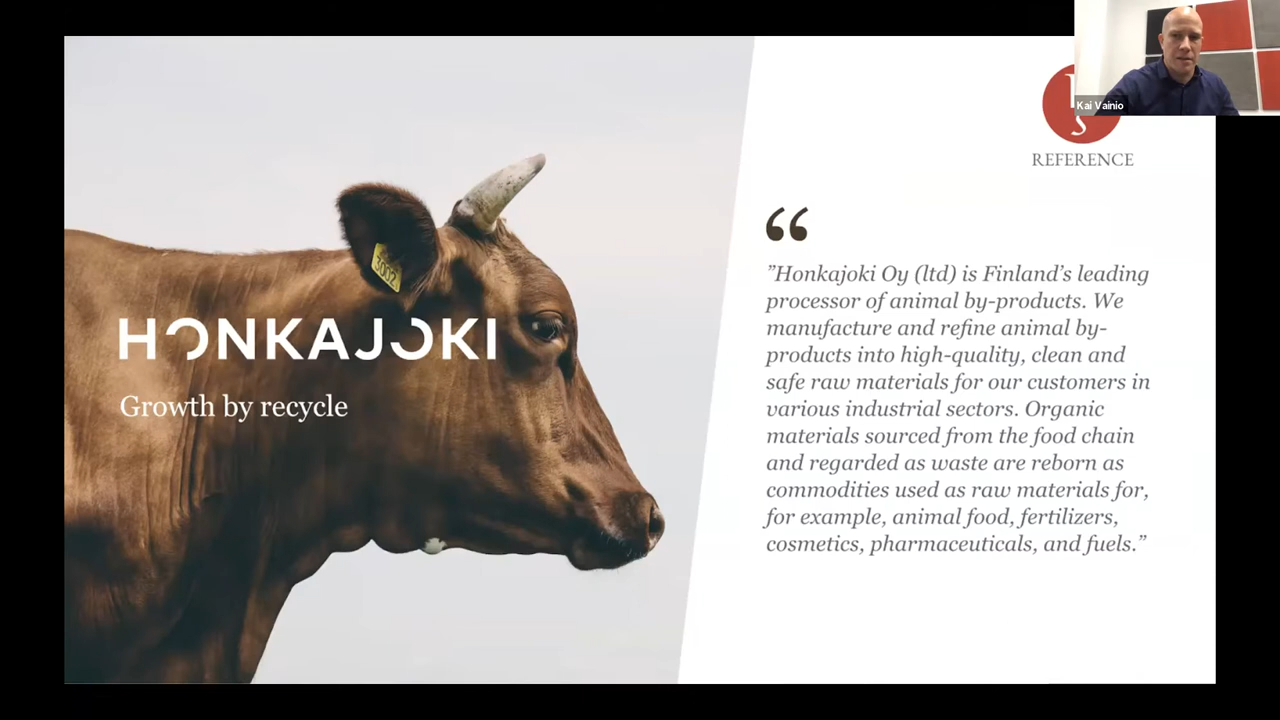 Kai Vainio
S
REFERENCE
3002
HONKAJOKI
Growth by recycle
“
”Honkajoki Oy (ltd) is Finland’s leading
processor of animal by-products. We
manufacture and refine animal by-
products into high-quality, clean and
safe raw materials for our customers in
various industrial sectors. Organic
materials sourced from the food chain
and regarded as waste are reborn as
commodities used as raw materials for,
for example, animal food, fertilizers,
cosmetics, pharmaceuticals, and fuels.”